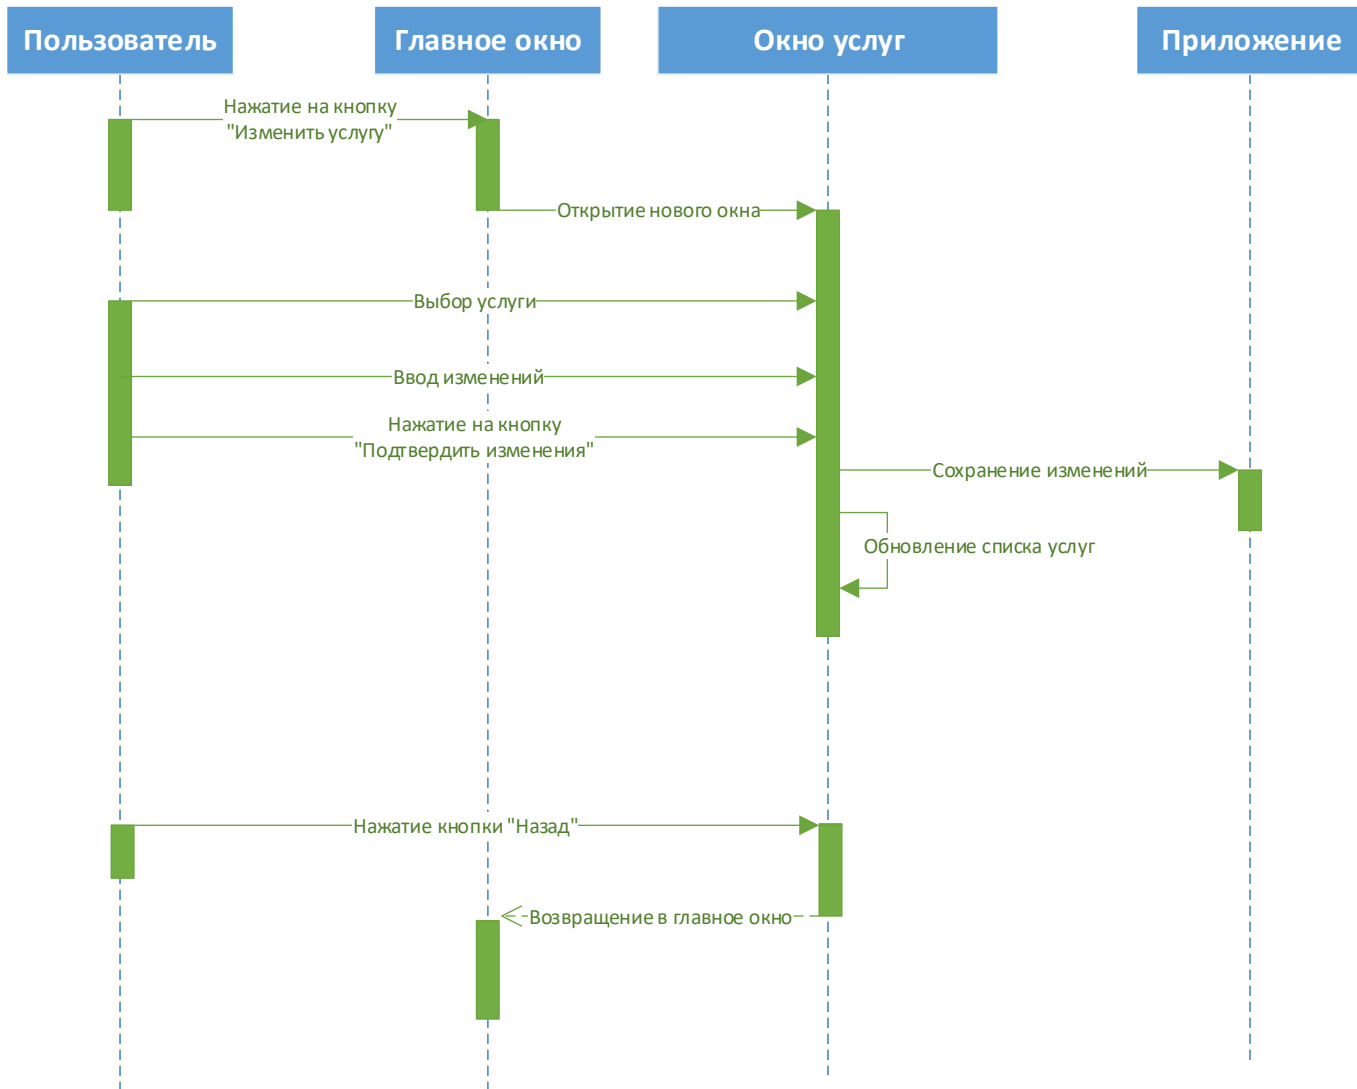 Пользователь
Главное окно
Окно услуг
Приложение
Нажатие на кнопку
"Изменить услугу"
Открытие нового окна
Выбор услуги
Ввод изменений
Нажатие на кнопку
"Подтвердить изменения"
Сохранение изменений
Обновление списка услуг
Нажатие кнопки "Назад"
Возвращение в главное окно